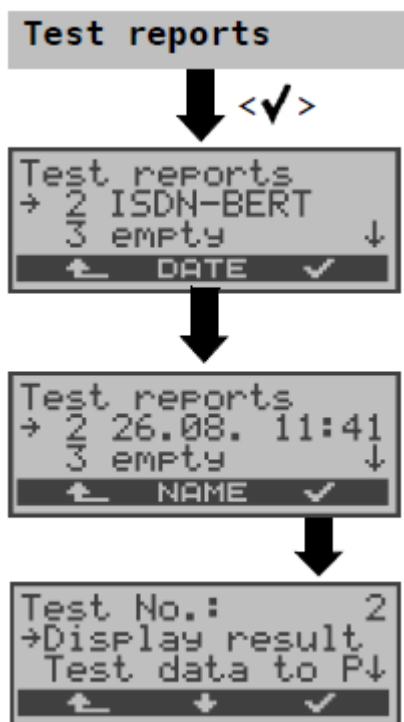 Test reports
<✓>
Test reports
→ 2 ISDN-BERT
3 empty ↓
DATE ✓
Test reports
→ 2 26.08. 11:41
3 empty ↓
NAME ✓
Test No.: 2
→Display result
Test data to P↓